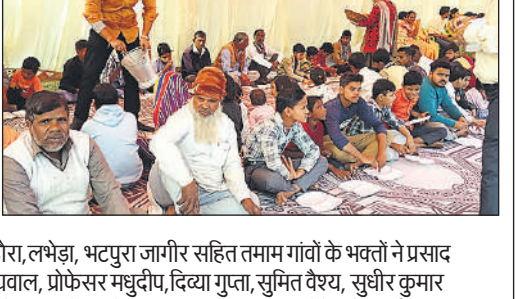 लभेड़ा, भटपुरा जागीर सहित तमाम गांवों के भक्तों ने प्रसाद
प्रोफेसर मधुदीप,दिव्या गुप्ता, सुमित वैश्य, सुधीर कुमार